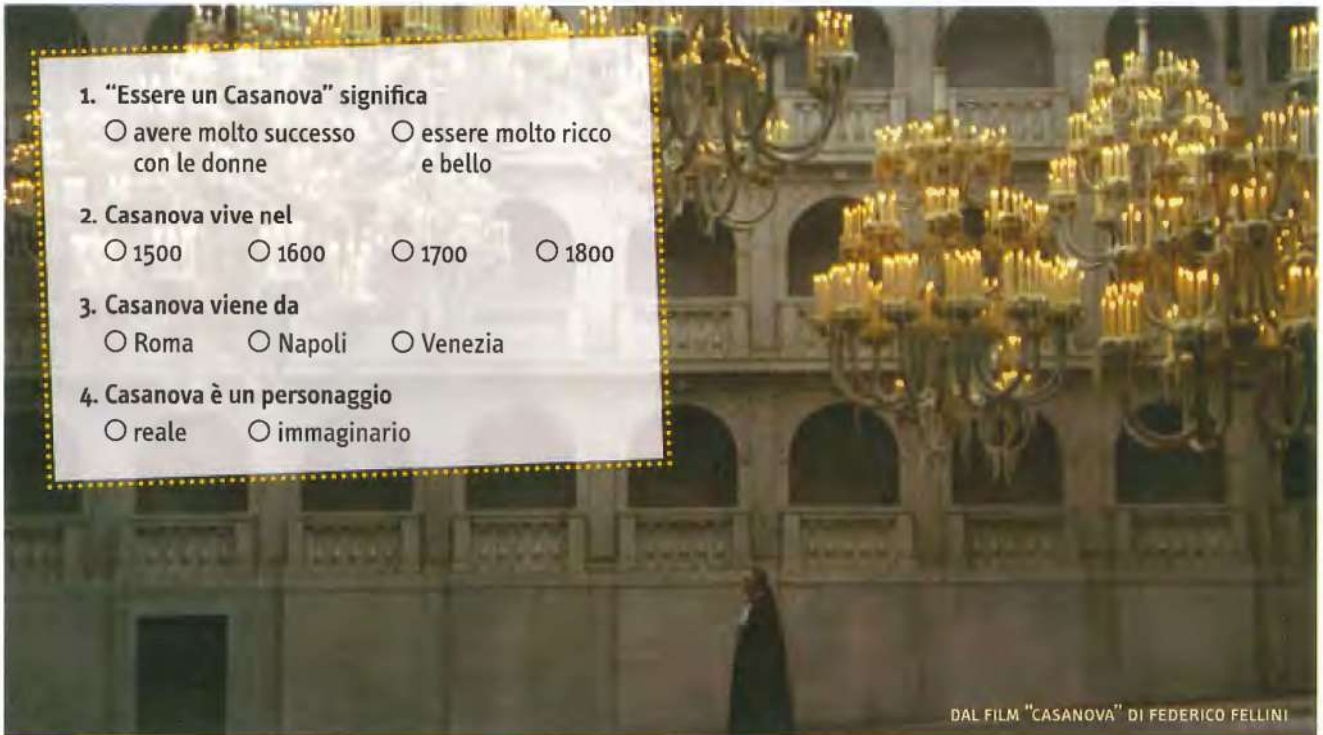 1. “Essere un Casanova” significa
○ avere molto successo con le donne
○ essere molto ricco e bello
2. Casanova vive nel
○ 1500 ○ 1600 ○ 1700 ○ 1800
3. Casanova viene da
○ Roma ○ Napoli ○ Venezia
4. Casanova è un personaggio
○ reale ○ immaginario
DAL FILM "CASANOVA" DI FEDERICO FELLINI